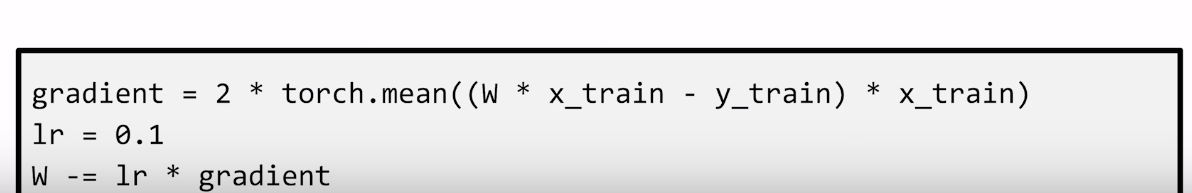 gradient = 2 * torch.mean((W * x_train - y_train) * x_train)
lr = 0.1
W -= lr * gradient